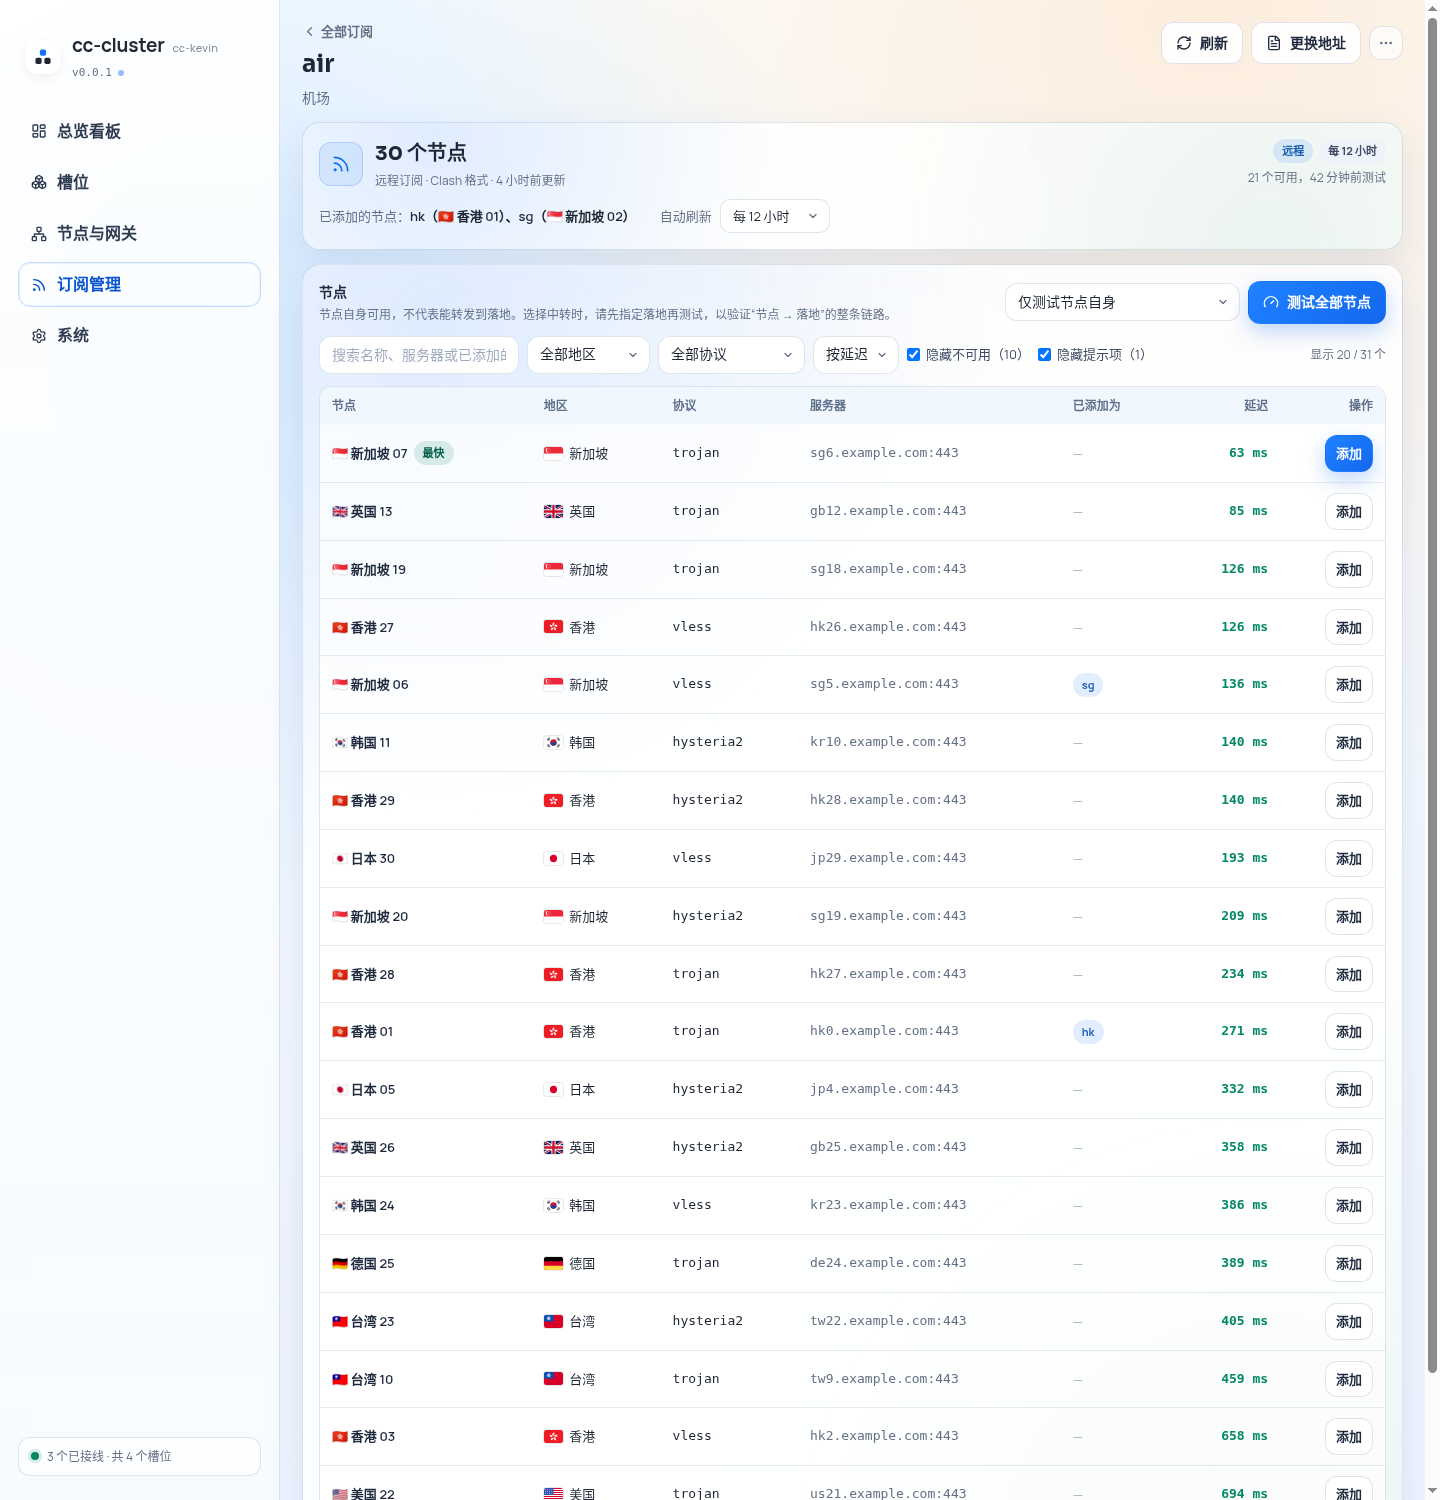 cc-cluster cc-kevin
v0.0.1
总览看板
槽位
节点与网关
订阅管理
系统
3 个已接线 · 共 4 个槽位
全部订阅
air
机场
刷新
更换地址
30 个节点
远程订阅 · Clash 格式 · 4 小时前更新
远程 每 12 小时
21 个可用，42 分钟前测试
已添加的节点：hk（🇭🇰 香港 01）、sg（🇸🇬 新加坡 02） 自动刷新 每 12 小时
节点
节点自身可用，不代表能转发到落地。选择中转时，请先指定落地再测试，以验证“节点 → 落地”的整条链路。
仅测试节点自身 测试全部节点
搜索名称、服务器或已添加的 全部地区 全部协议 按延迟 隐藏不可用（10） 隐藏提示项（1） 显示 20 / 31 个
节点 地区 协议 服务器 已添加为 延迟 操作
新加坡 07 最快 新加坡 trojan sg6.example.com:443 — 63 ms 添加
英国 13 英国 trojan gb12.example.com:443 — 85 ms 添加
新加坡 19 新加坡 trojan sg18.example.com:443 — 126 ms 添加
香港 27 香港 vless hk26.example.com:443 — 126 ms 添加
新加坡 06 新加坡 vless sg5.example.com:443 sg 136 ms 添加
韩国 11 韩国 hysteria2 kr10.example.com:443 — 140 ms 添加
香港 29 香港 hysteria2 hk28.example.com:443 — 140 ms 添加
日本 30 日本 vless jp29.example.com:443 — 193 ms 添加
新加坡 20 新加坡 hysteria2 sg19.example.com:443 — 209 ms 添加
香港 28 香港 trojan hk27.example.com:443 — 234 ms 添加
香港 01 香港 trojan hk0.example.com:443 hk 271 ms 添加
日本 05 日本 hysteria2 jp4.example.com:443 — 332 ms 添加
英国 26 英国 hysteria2 gb25.example.com:443 — 358 ms 添加
韩国 24 韩国 vless kr23.example.com:443 — 386 ms 添加
德国 25 德国 trojan de24.example.com:443 — 389 ms 添加
台湾 23 台湾 hysteria2 tw22.example.com:443 — 405 ms 添加
台湾 10 台湾 trojan tw9.example.com:443 — 459 ms 添加
香港 03 香港 vless hk2.example.com:443 — 658 ms 添加
美国 22 美国 trojan us21.example.com:443 — 694 ms 添加